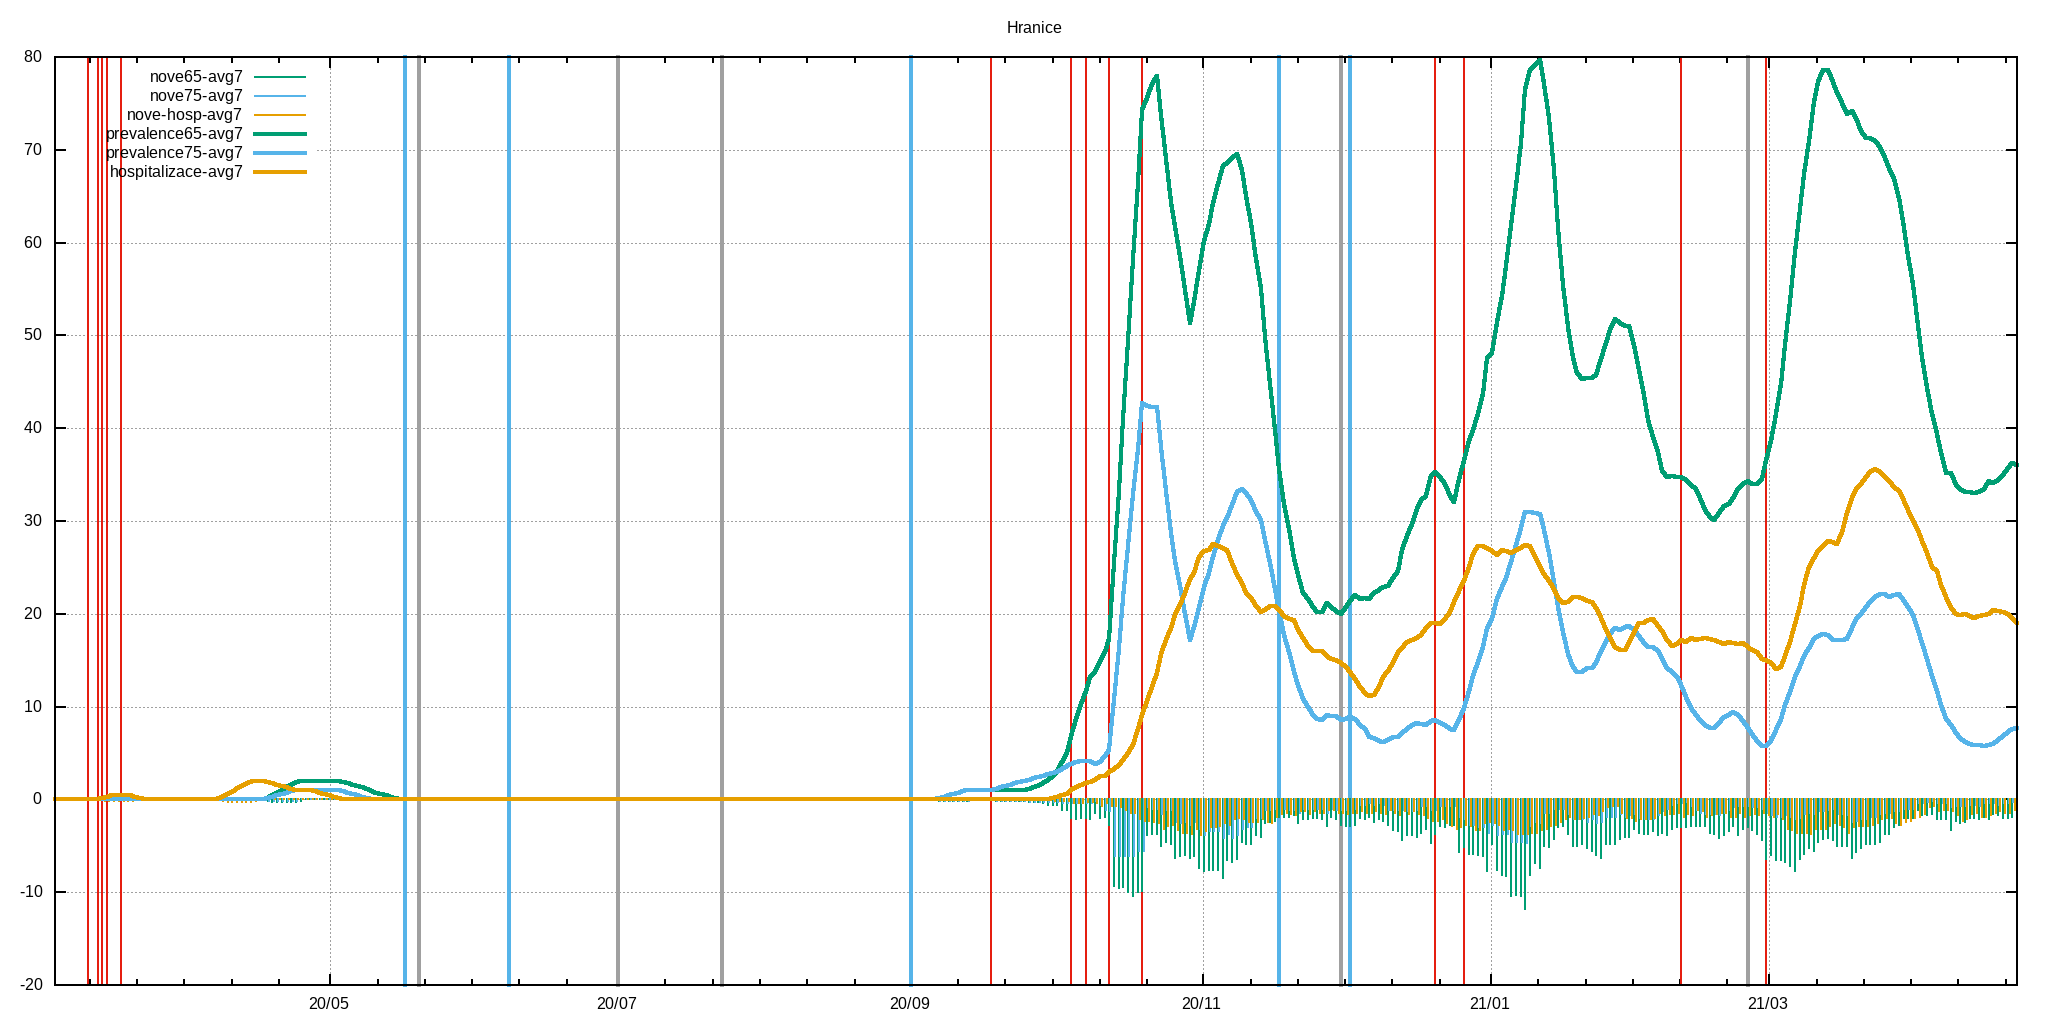 Hranice
80
70
60
50
40
30
20
10
0
-10
-20
nove65-avg7
nove75-avg7
nove-hosp-avg7
prevalence65-avg7
prevalence75-avg7
hospitalizace-avg7
20/05 20/07 20/09 20/11 21/01 21/03